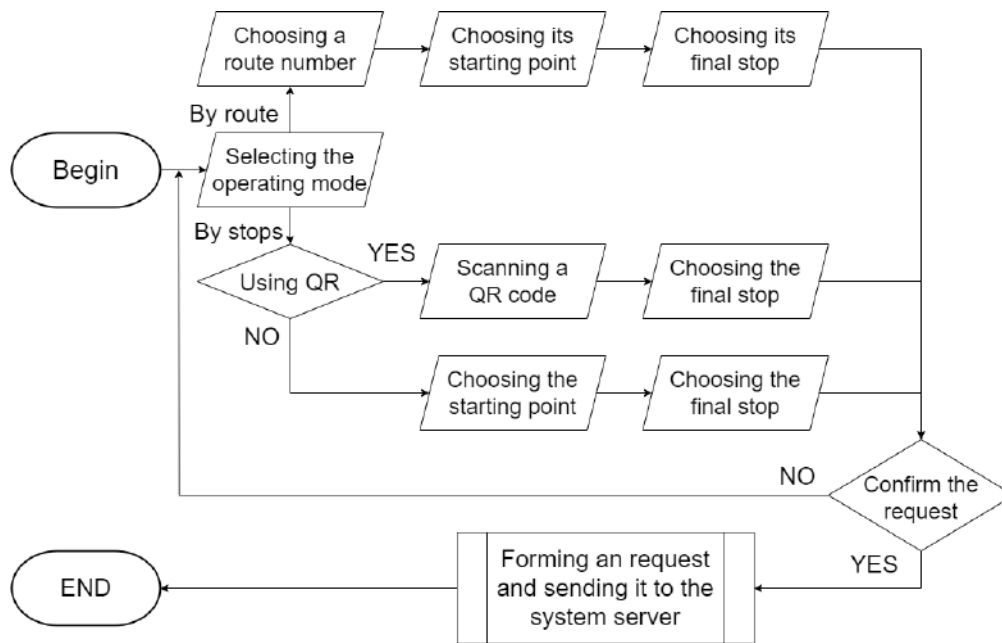 Choosing a
route number
Choosing its
starting point
Choosing its
final stop
By route
Begin
Selecting the
operating mode
By stops
Using QR
YES
Scanning a
QR code
Choosing the
final stop
NO
Choosing the
starting point
Choosing the
final stop
NO
Confirm the
request
YES
Forming an request
and sending it to the
system server
END